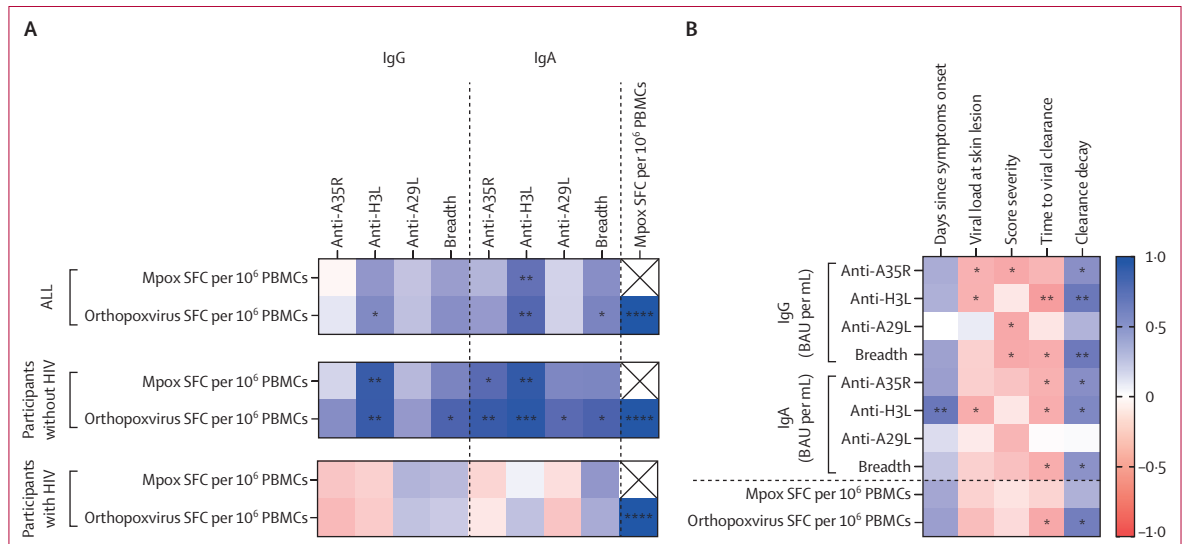 A
IgG
IgA
Anti-A35R
Anti-H3L
Anti-A29L
Breadth
Anti-A35R
Anti-H3L
Anti-A29L
Breadth
Mpox SFC per 10⁶ PBMCs
ALL
Mpox SFC per 10⁶ PBMCs
**
Orthopoxvirus SFC per 10⁶ PBMCs
* ** * ****
Participants
without HIV
Mpox SFC per 10⁶ PBMCs
** * **
Orthopoxvirus SFC per 10⁶ PBMCs
** * ** *** * * ****
Participants
with HIV
Mpox SFC per 10⁶ PBMCs
Orthopoxvirus SFC per 10⁶ PBMCs
****
B
Days since symptoms onset
Viral load at skin lesion
Score severity
Time to viral clearance
Clearance decay
IgG
(BAU per mL)
Anti-A35R
* * *
Anti-H3L
* ** **
Anti-A29L
*
Breadth
* * **
IgA
(BAU per mL)
Anti-A35R
* *
Anti-H3L
** * * *
Anti-A29L
Breadth
* *
Mpox SFC per 10⁶ PBMCs
Orthopoxvirus SFC per 10⁶ PBMCs
* *
1·0
0·5
0
–0·5
–1·0